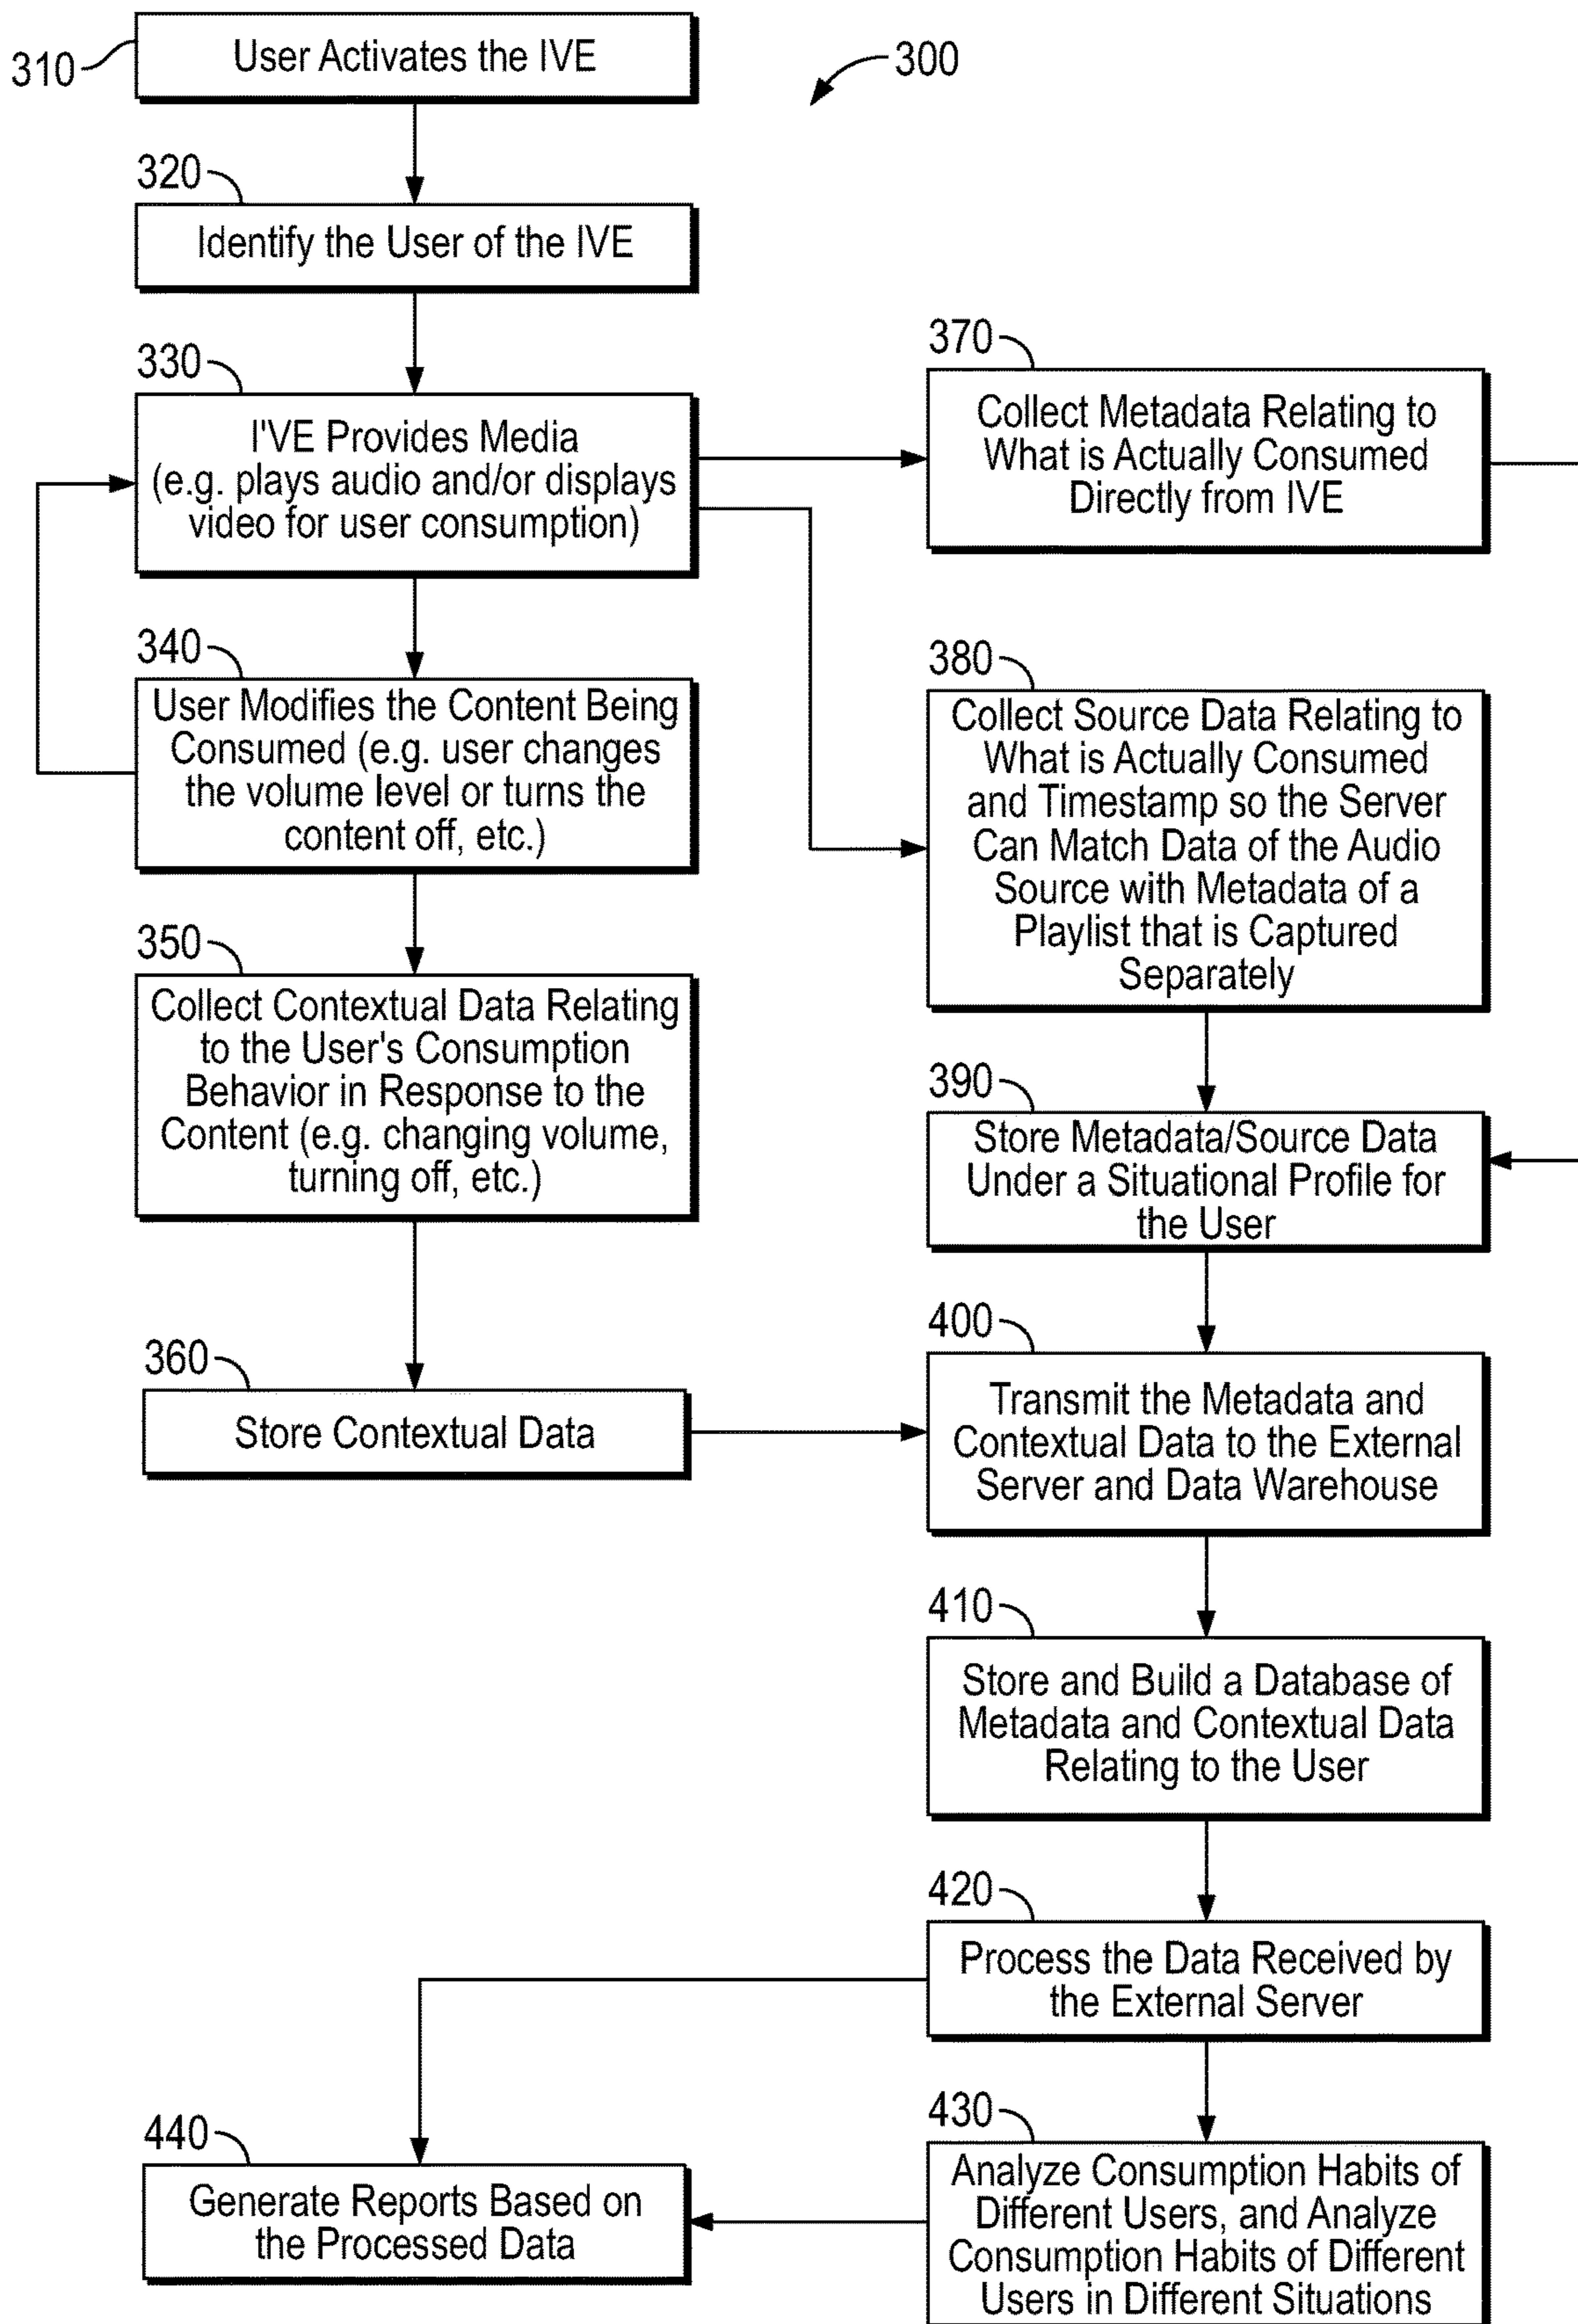 310
User Activates the IVE
300
320
Identify the User of the IVE
330
I'VE Provides Media
(e.g. plays audio and/or displays
video for user consumption)
340
User Modifies the Content Being
Consumed (e.g. user changes
the volume level or turns the
content off, etc.)
350
Collect Contextual Data Relating
to the User's Consumption
Behavior in Response to the
Content (e.g. changing volume,
turning off, etc.)
360
Store Contextual Data
370
Collect Metadata Relating to
What is Actually Consumed
Directly from IVE
380
Collect Source Data Relating to
What is Actually Consumed
and Timestamp so the Server
Can Match Data of the Audio
Source with Metadata of a
Playlist that is Captured
Separately
390
Store Metadata/Source Data
Under a Situational Profile for
the User
400
Transmit the Metadata and
Contextual Data to the External
Server and Data Warehouse
410
Store and Build a Database of
Metadata and Contextual Data
Relating to the User
420
Process the Data Received by
the External Server
430
Analyze Consumption Habits of
Different Users, and Analyze
Consumption Habits of Different
Users in Different Situations
440
Generate Reports Based on
the Processed Data